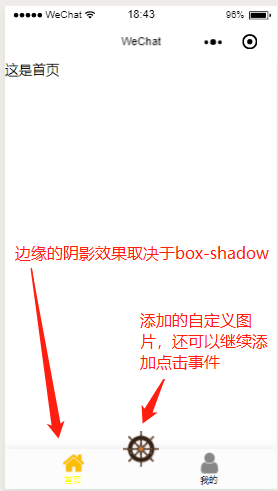 ●●●●● WeChat 18:43 96%
WeChat
这是首页
边缘的阴影效果取决于box-shadow
添加的自定义图
片，还可以继续添
加点击事件
首页 我的